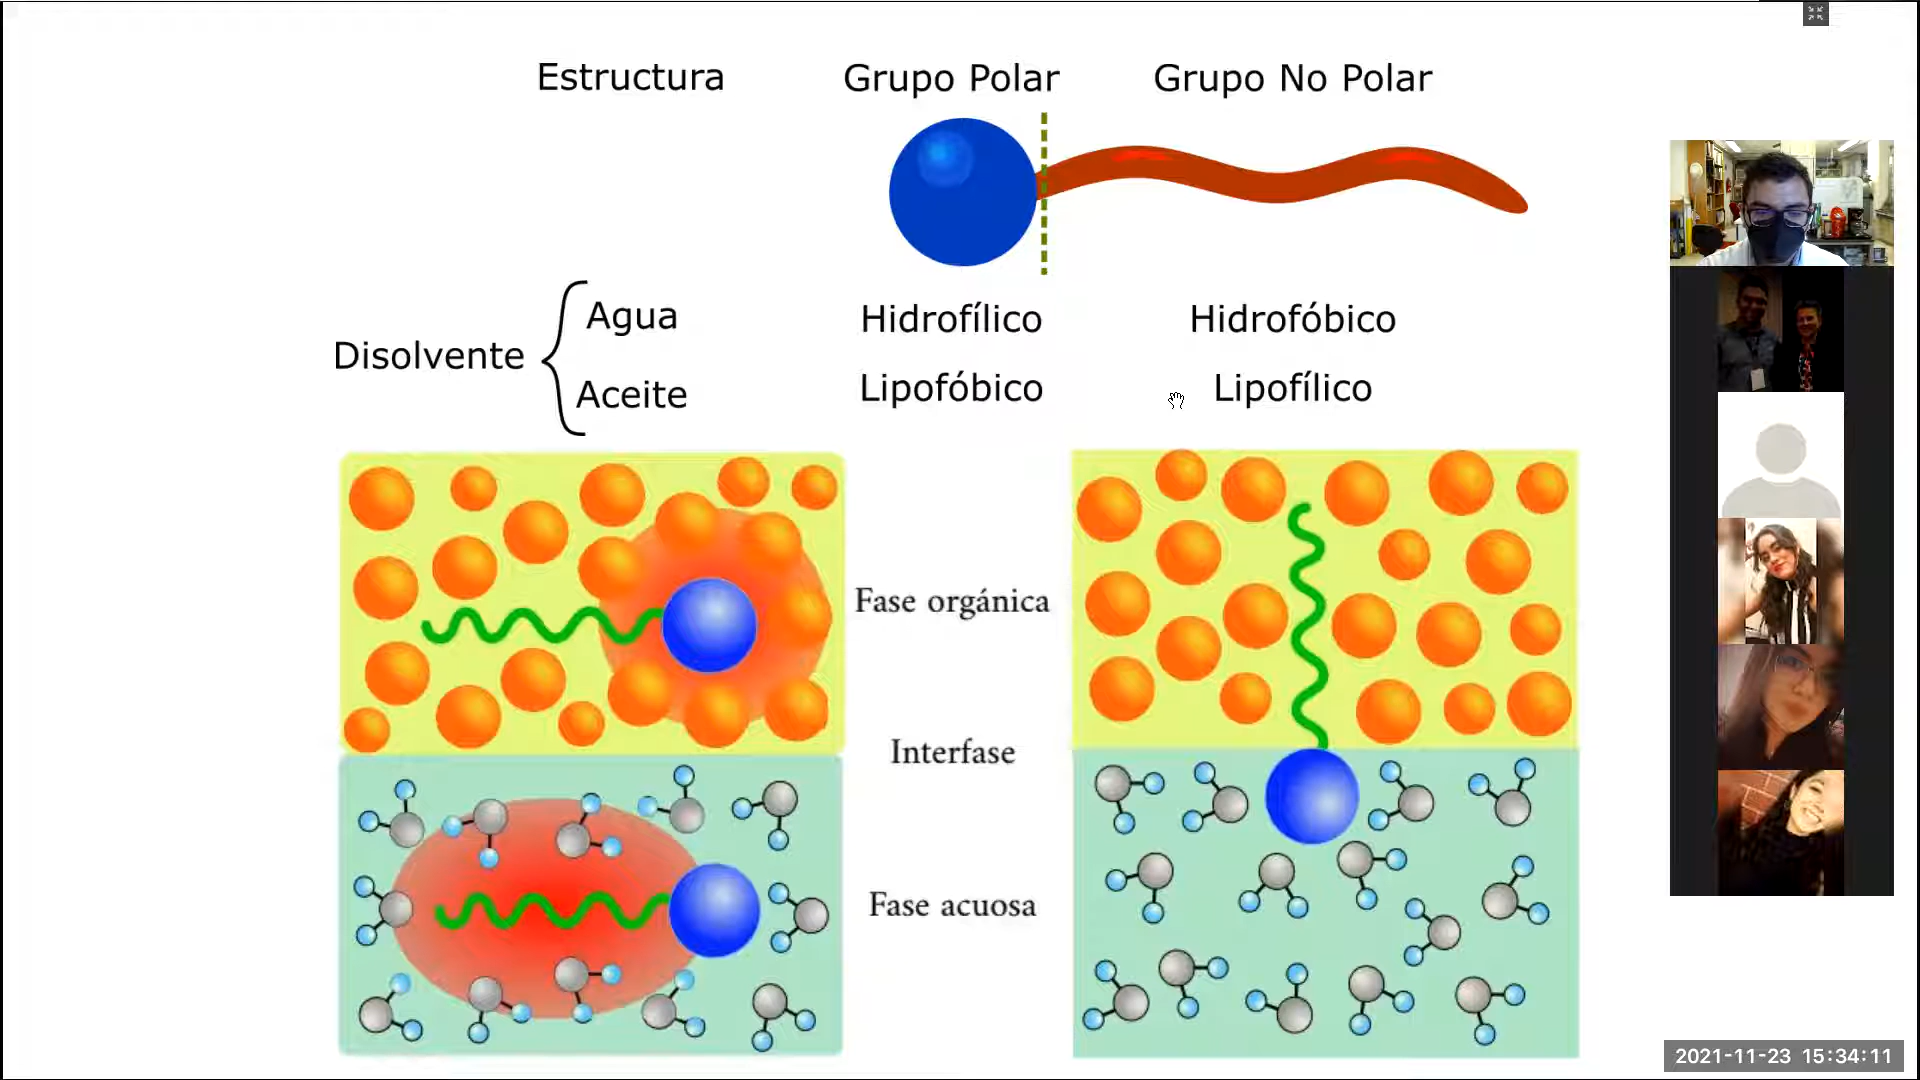 Estructura Grupo Polar Grupo No Polar
Disolvente
Agua Hidrofílico Hidrofóbico
Aceite Lipofóbico Lipofílico
Fase orgánica
Interfase
Fase acuosa
2021-11-23 15:34:11